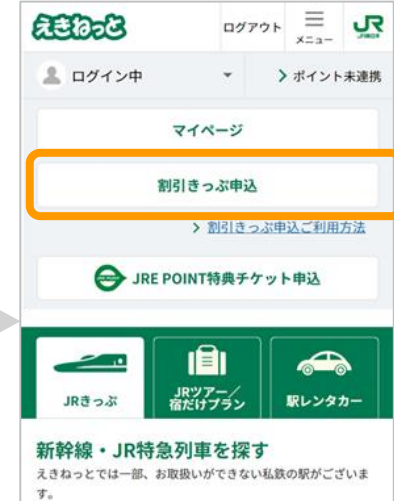 えきねっと
ログアウト
メニュー
JR
JR東日本
ログイン中
ポイント未連携
マイページ
割引きっぷ申込
割引きっぷ申込ご利用方法
JRE POINT特典チケット申込
JRきっぷ
JRツアー／
宿だけプラン
駅レンタカー
新幹線・JR特急列車を探す
えきねっとでは一部、お取扱いができない私鉄の駅がございま
す。